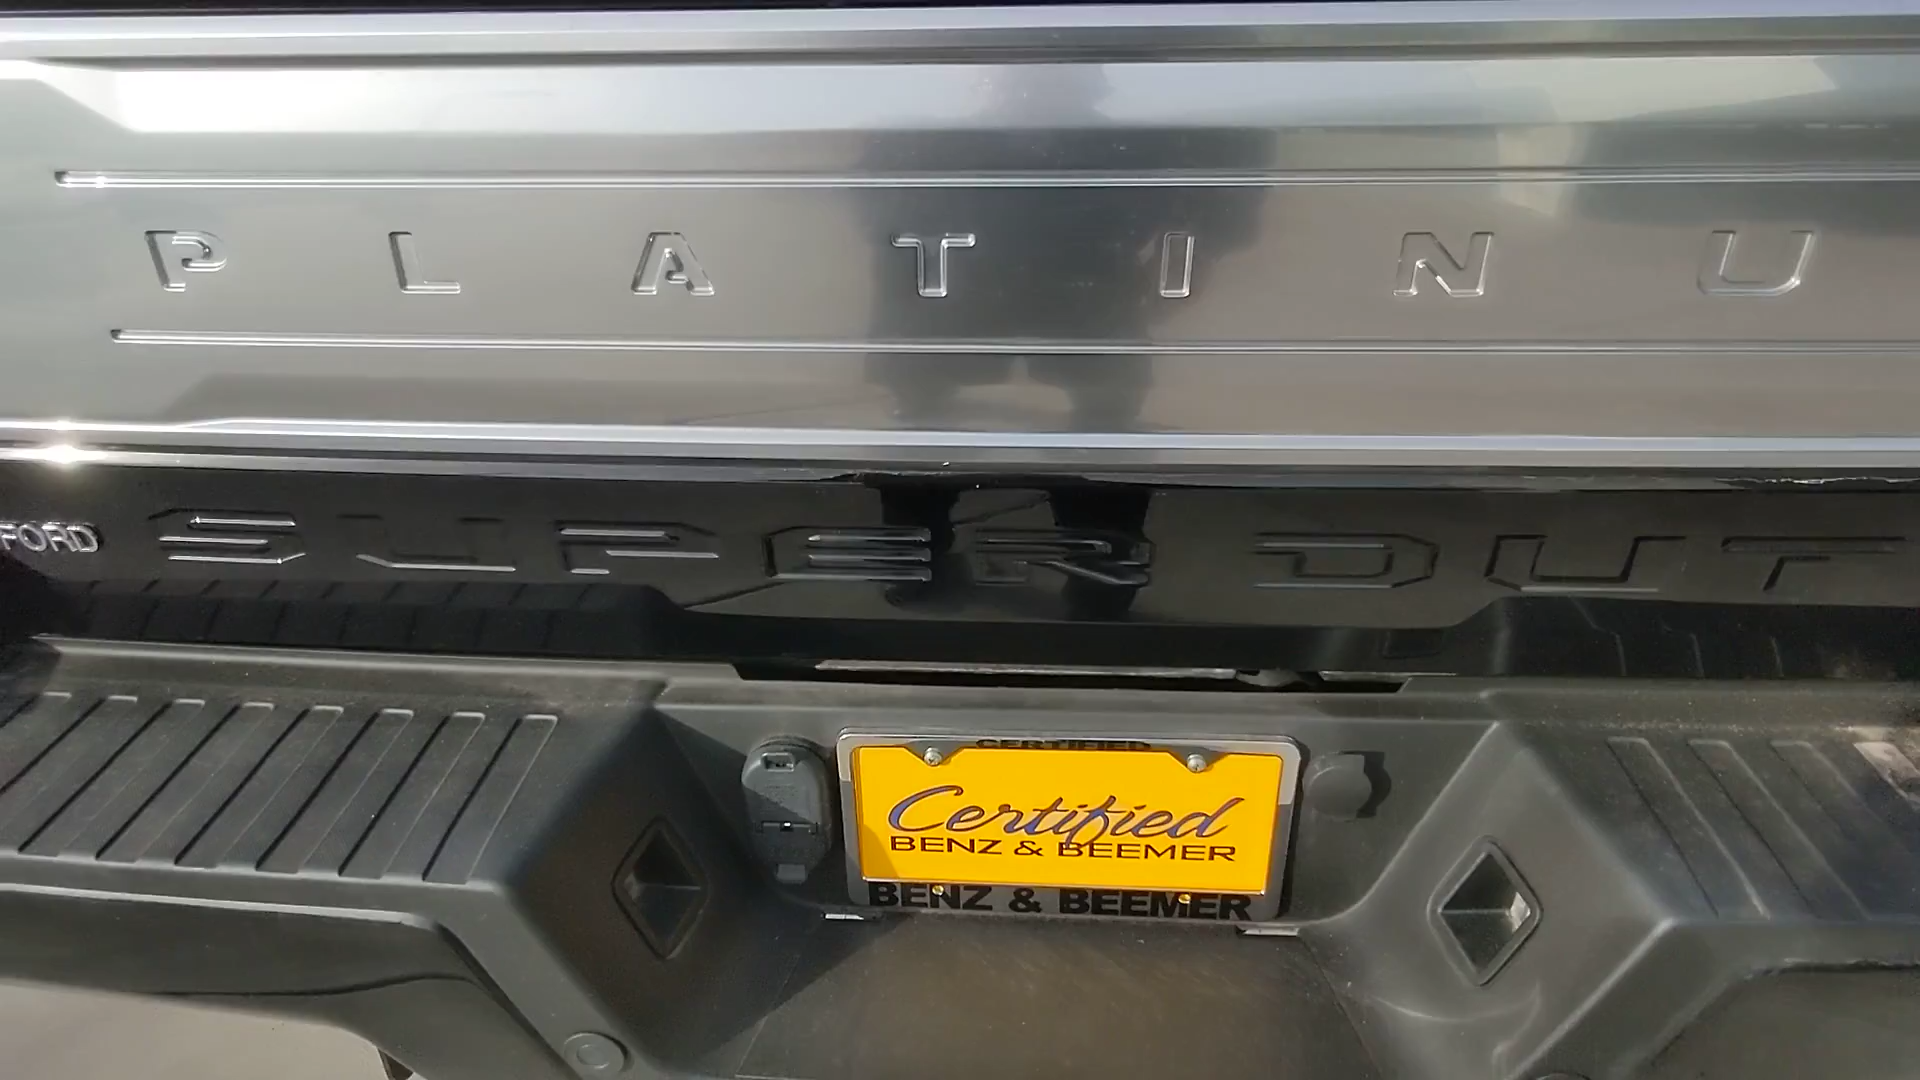 PLATINU
FORD SUPER DUT
CERTIFIED
Certified
BENZ & BEEMER
BENZ & BEEMER